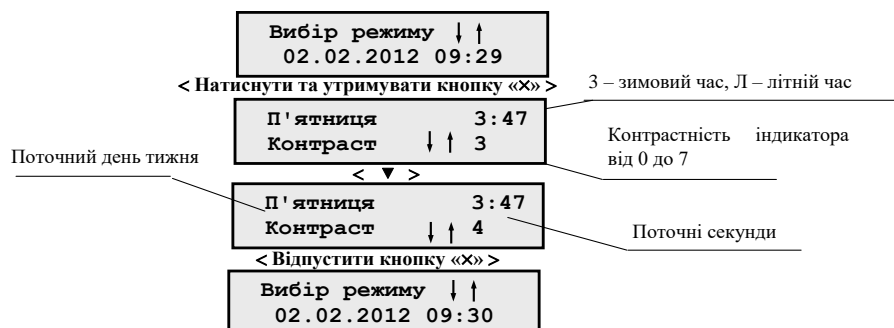 Вибір режиму ↓ ↑
02.02.2012 09:29
< Натиснути та утримувати кнопку «×» >
З – зимовий час, Л – літній час
П'ятниця З:47
Контраст ↓ ↑ 3
Контрастність індикатора
від 0 до 7
Поточний день тижня
< ▼ >
П'ятниця З:47
Контраст ↓ ↑ 4
Поточні секунди
< Відпустити кнопку «×» >
Вибір режиму ↓ ↑
02.02.2012 09:30